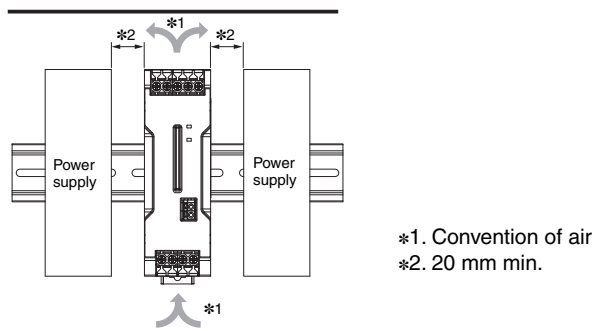 *2 *1 *2
Power supply
Power supply
*1
*1. Convention of air
*2. 20 mm min.